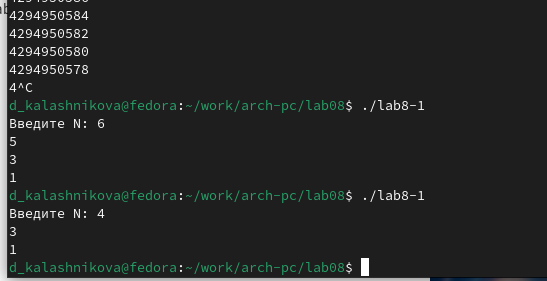 4294950584
4294950582
4294950580
4294950578
4^C
d_kalashnikova@fedora:~/work/arch-pc/lab08$ ./lab8-1
Введите N: 6
5
3
1
d_kalashnikova@fedora:~/work/arch-pc/lab08$ ./lab8-1
Введите N: 4
3
1
d_kalashnikova@fedora:~/work/arch-pc/lab08$